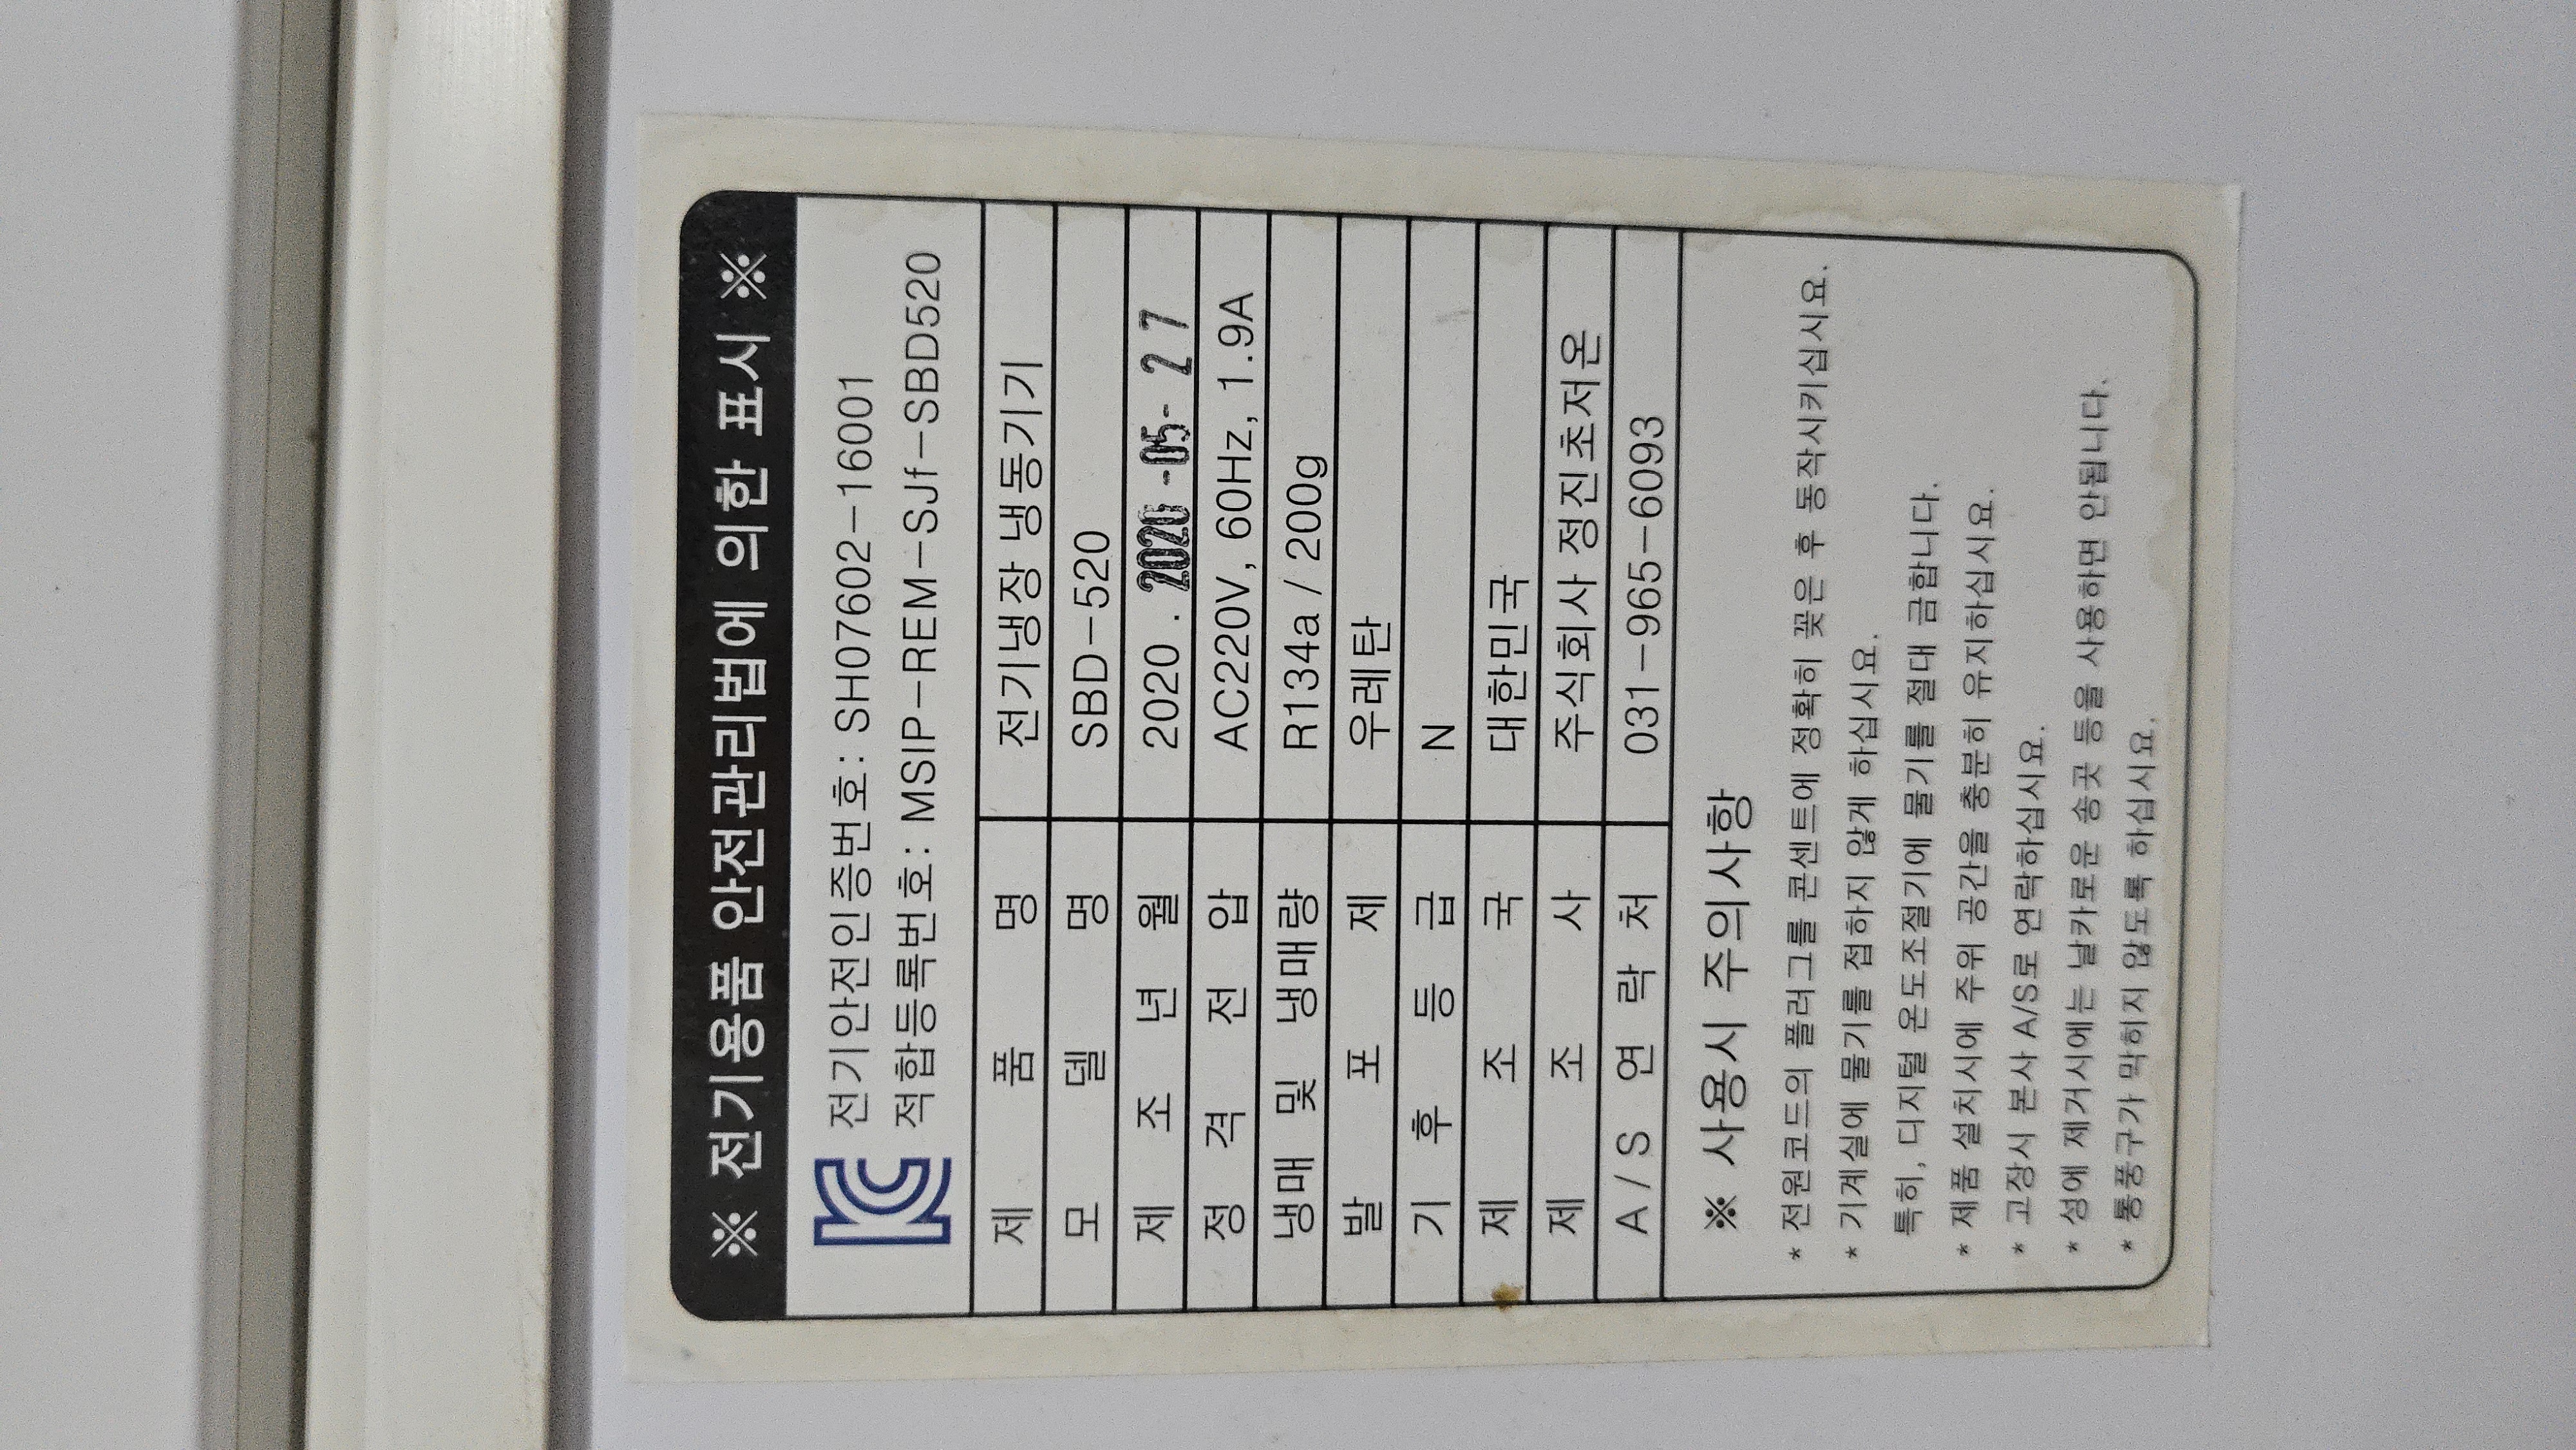 ※ 전기용품 안전관리법에 의한 표시 ※
전기안전인증번호: SH07602-16001
적합등록번호: MSIP-REM-SJf-SBD520
제 품 명 전기냉장 냉동기기
모 델 명 SBD-520
제 조 년 월 2020 . 2020 -05- 2 7
정 격 전 압 AC220V, 60Hz, 1.9A
냉매 및 냉매량 R134a / 200g
발 포 제 우레탄
기 후 등 급 N
제 조 국 대한민국
제 조 사 주식회사 정진초저온
A / S 연 락 처 031-965-6093
※ 사용시 주의사항
* 전원코드의 플러그를 콘센트에 정확히 꽂은 후 동작시키십시요.
* 기계실에 물기를 접하지 않게 하십시요.
특히, 디지털 온도조절기에 물기를 절대 금합니다.
* 제품 설치시에 주위 공간을 충분히 유지하십시요.
* 고장시 본사 A/S로 연락하십시요.
* 성에 제거시에는 날카로운 송곳 등을 사용하면 안됩니다.
* 통풍구가 막히지 않도록 하십시요.